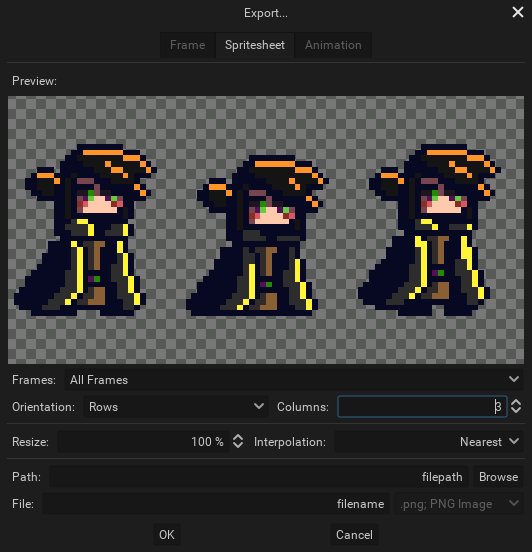 Export...
Frame Spritesheet Animation
Preview:
Frames: All Frames
Orientation: Rows Columns: 3
Resize: 100 % Interpolation: Nearest
Path: filepath Browse
File: filename .png; PNG Image
OK Cancel